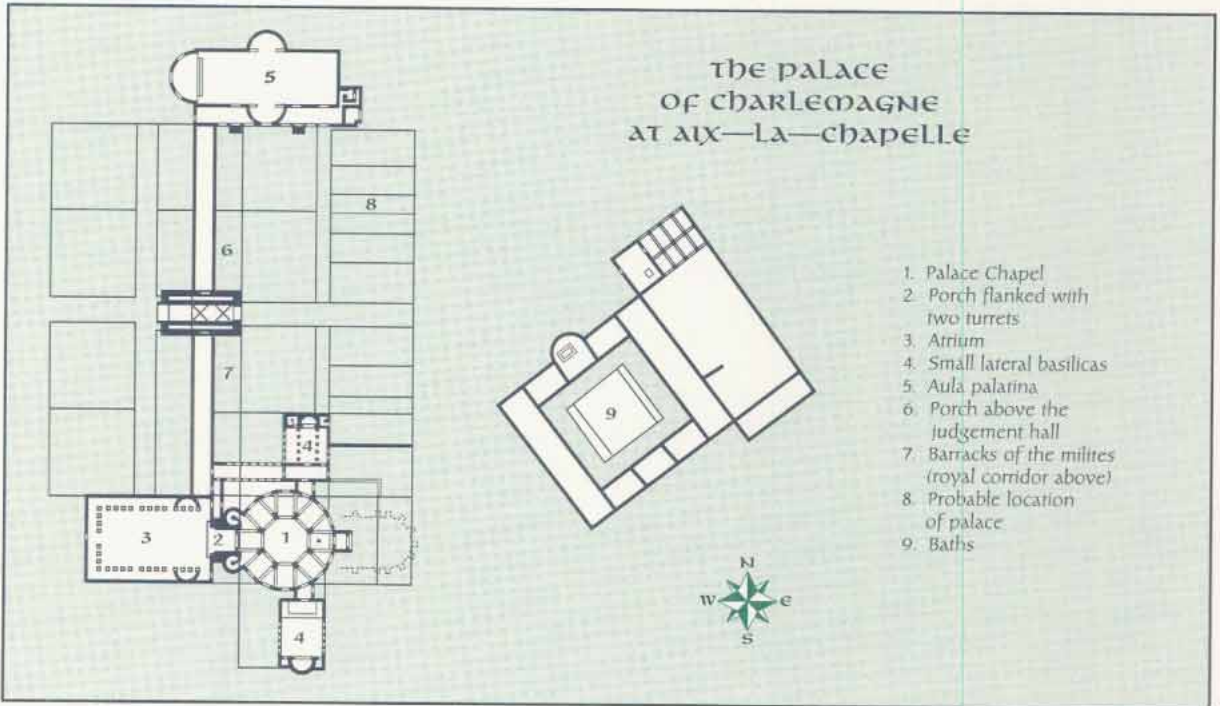 THE PALACE
OF CHARLEMAGNE
AT AIX—LA—CHAPELLE
5
8
6
7
9
4
3
2
1
4
1. Palace Chapel
2. Porch flanked with
two turrets
3. Atrium
4. Small lateral basilicas
5. Aula palatina
6. Porch above the
judgement hall
7. Barracks of the milites
(royal corridor above)
8. Probable location
of palace
9. Baths
N
W E
S